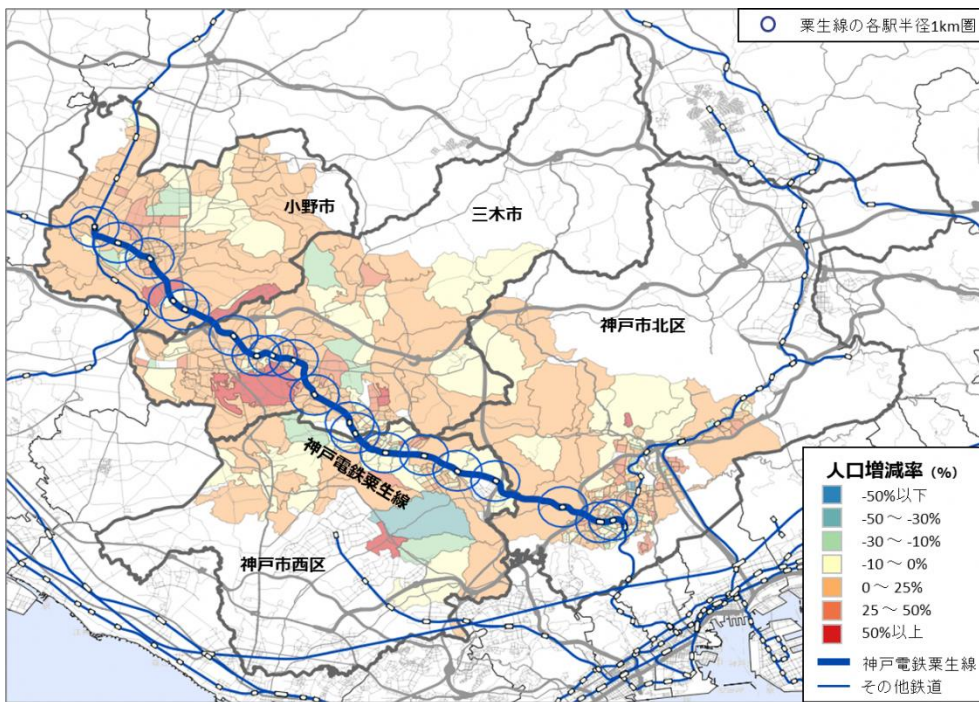 粟生線の各駅半径1km圏
小野市
三木市
神戸市北区
神戸電鉄粟生線
神戸市西区
人口増減率 (%)
-50%以下
-50～-30%
-30～-10%
-10～0%
0～25%
25～50%
50%以上
神戸電鉄粟生線
その他鉄道